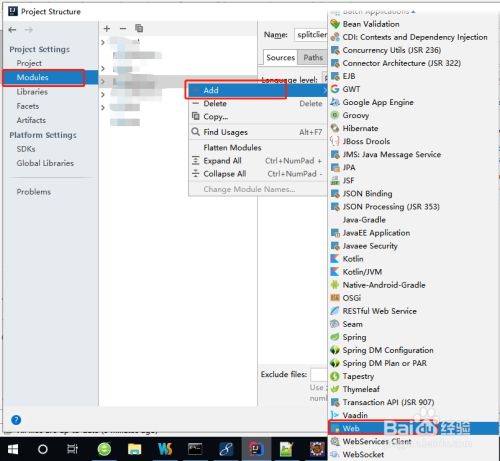 Project Structure
Project Settings
Project
Modules
Libraries
Facets
Artifacts
Platform Settings
SDKs
Global Libraries
Problems
Name:
splitclien
Sources
Paths
Language level:
Add
Delete
Delete
Copy...
Find Usages
Alt+F7
Flatten Modules
Expand All
Ctrl+NumPad +
Collapse All
Ctrl+NumPad -
Change Module Names...
Exclude files:
Batch Applications
Bean Validation
CDI: Contexts and Dependency Injection
Concurrency Utils (JSR 236)
Connector Architecture (JSR 322)
EJB
GWT
Google App Engine
Groovy
Hibernate
JBoss Drools
JMS: Java Message Service
JPA
JSF
JSON Binding
JSON Processing (JSR 353)
Java-Gradle
JavaEE Application
Javaee Security
Kotlin
Kotlin/JVM
Native-Android-Gradle
OSGi
RESTful Web Service
Seam
Spring
Spring DM Configuration
Spring DM Plan or PAR
Tapestry
Thymeleaf
Transaction API (JSR 907)
Vaadin
Web
WebServices Client
WebSocket
Baidu经验